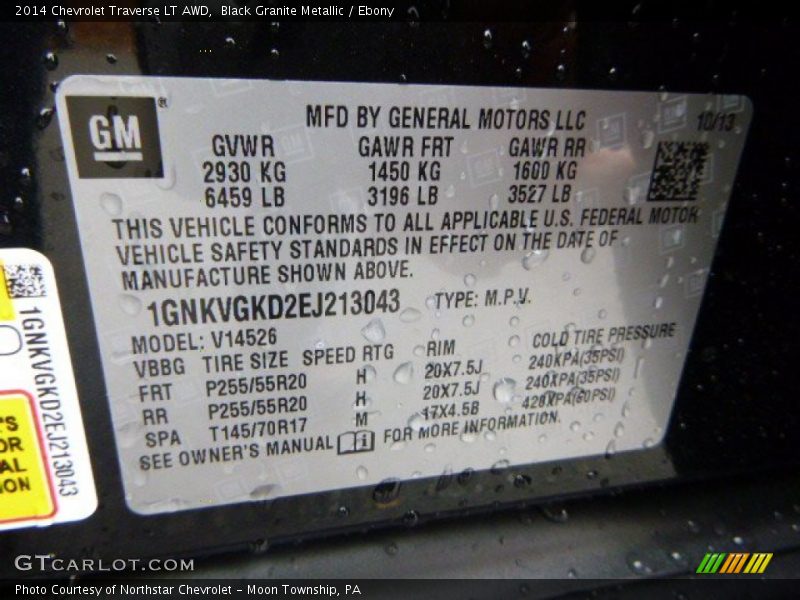 2014 Chevrolet Traverse LT AWD, Black Granite Metallic / Ebony
GM®
MFD BY GENERAL MOTORS LLC 10/13
GVWR GAWR FRT GAWR RR
2930 KG 1450 KG 1600 KG
6459 LB 3196 LB 3527 LB
THIS VEHICLE CONFORMS TO ALL APPLICABLE U.S. FEDERAL MOTOR
VEHICLE SAFETY STANDARDS IN EFFECT ON THE DATE OF
MANUFACTURE SHOWN ABOVE.
1GNKVGKD2EJ213043 TYPE: M.P.V.
MODEL: V14526
VBBG TIRE SIZE SPEED RTG RIM COLD TIRE PRESSURE
FRT P255/55R20 H 20X7.5J 240KPA(35PSI)
RR P255/55R20 H 20X7.5J 240KPA(35PSI)
SPA T145/70R17 M 17X4.5B 420KPA(60PSI)
SEE OWNER'S MANUAL FOR MORE INFORMATION.
1GNKVGKD2EJ213043
'S
OR
AL
ON
GTCARLOT.COM
Photo Courtesy of Northstar Chevrolet - Moon Township, PA